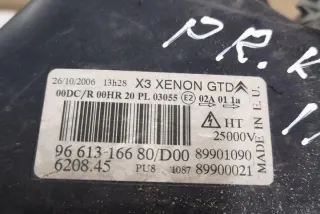 PR.K
26/10/2006 13h28 X3 XENON GTD
00DC/R 00HR 20 PL 03055 E2 02A 01 1a
HT
25000V
MADE IN E.U.
96 613-166 80/D00 89901090
6208.45 PU8 4087 89900021